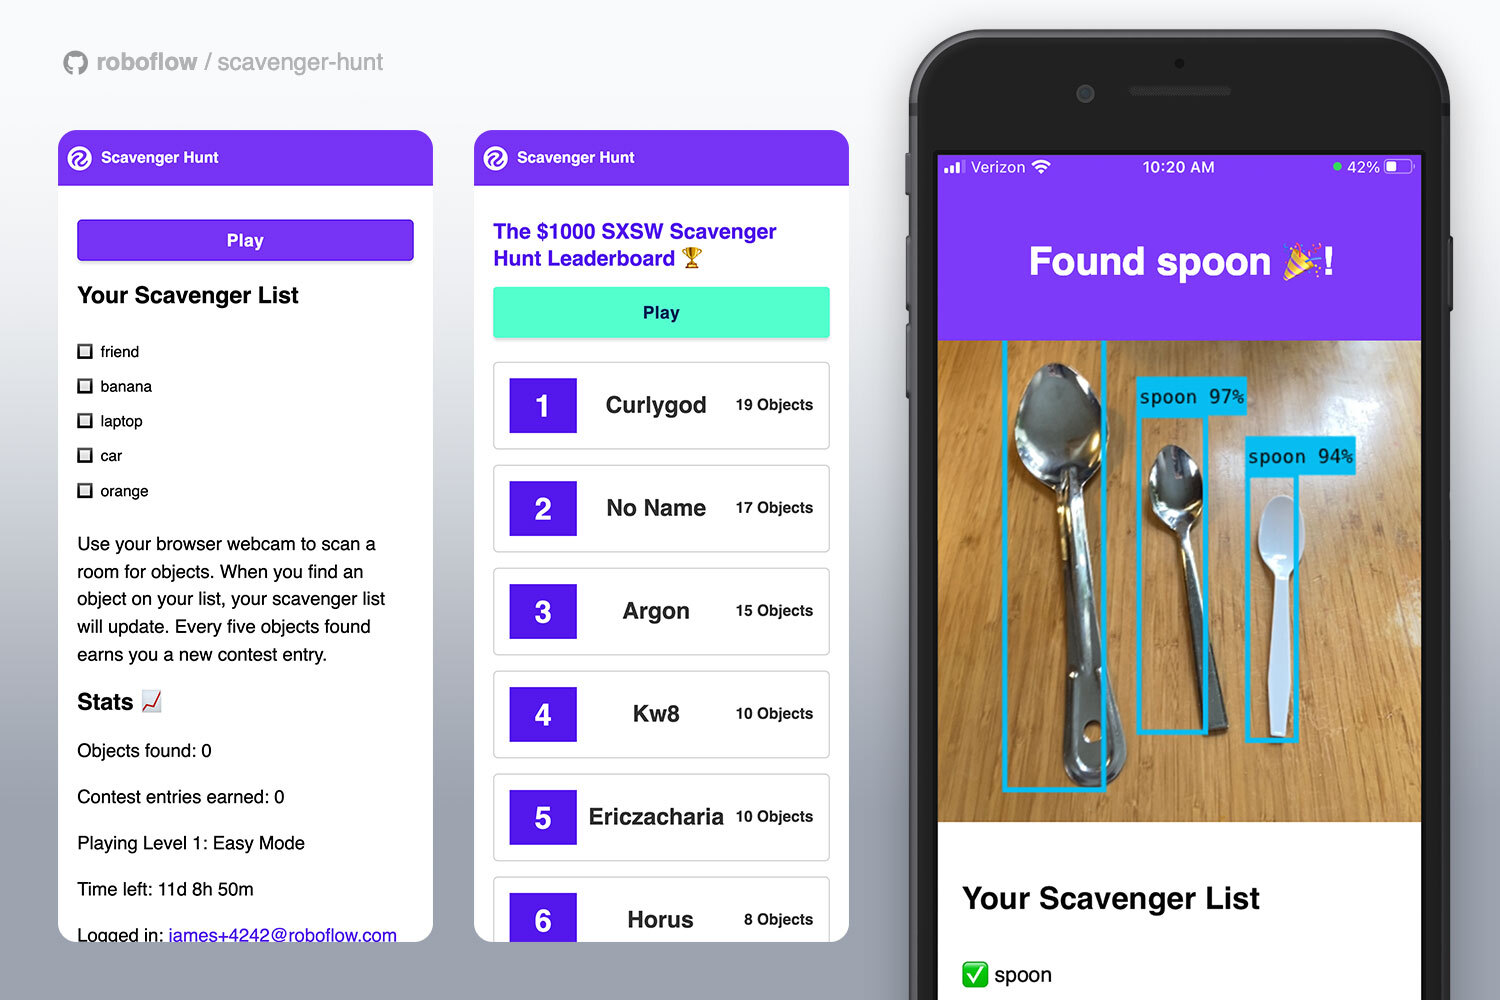 roboflow / scavenger-hunt
Scavenger Hunt
Play
Your Scavenger List
friend
banana
laptop
car
orange
Use your browser webcam to scan a
room for objects. When you find an
object on your list, your scavenger list
will update. Every five objects found
earns you a new contest entry.
Stats 📈
Objects found: 0
Contest entries earned: 0
Playing Level 1: Easy Mode
Time left: 11d 8h 50m
Logged in: james+4242@roboflow.com
Scavenger Hunt
The $1000 SXSW Scavenger
Hunt Leaderboard 🏆
Play
1 Curlygod 19 Objects
2 No Name 17 Objects
3 Argon 15 Objects
4 Kw8 10 Objects
5 Ericzacharia 10 Objects
6 Horus 8 Objects
Verizon 10:20 AM 42%
Found spoon 🎉!
spoon 97%
spoon 94%
Your Scavenger List
✅ spoon